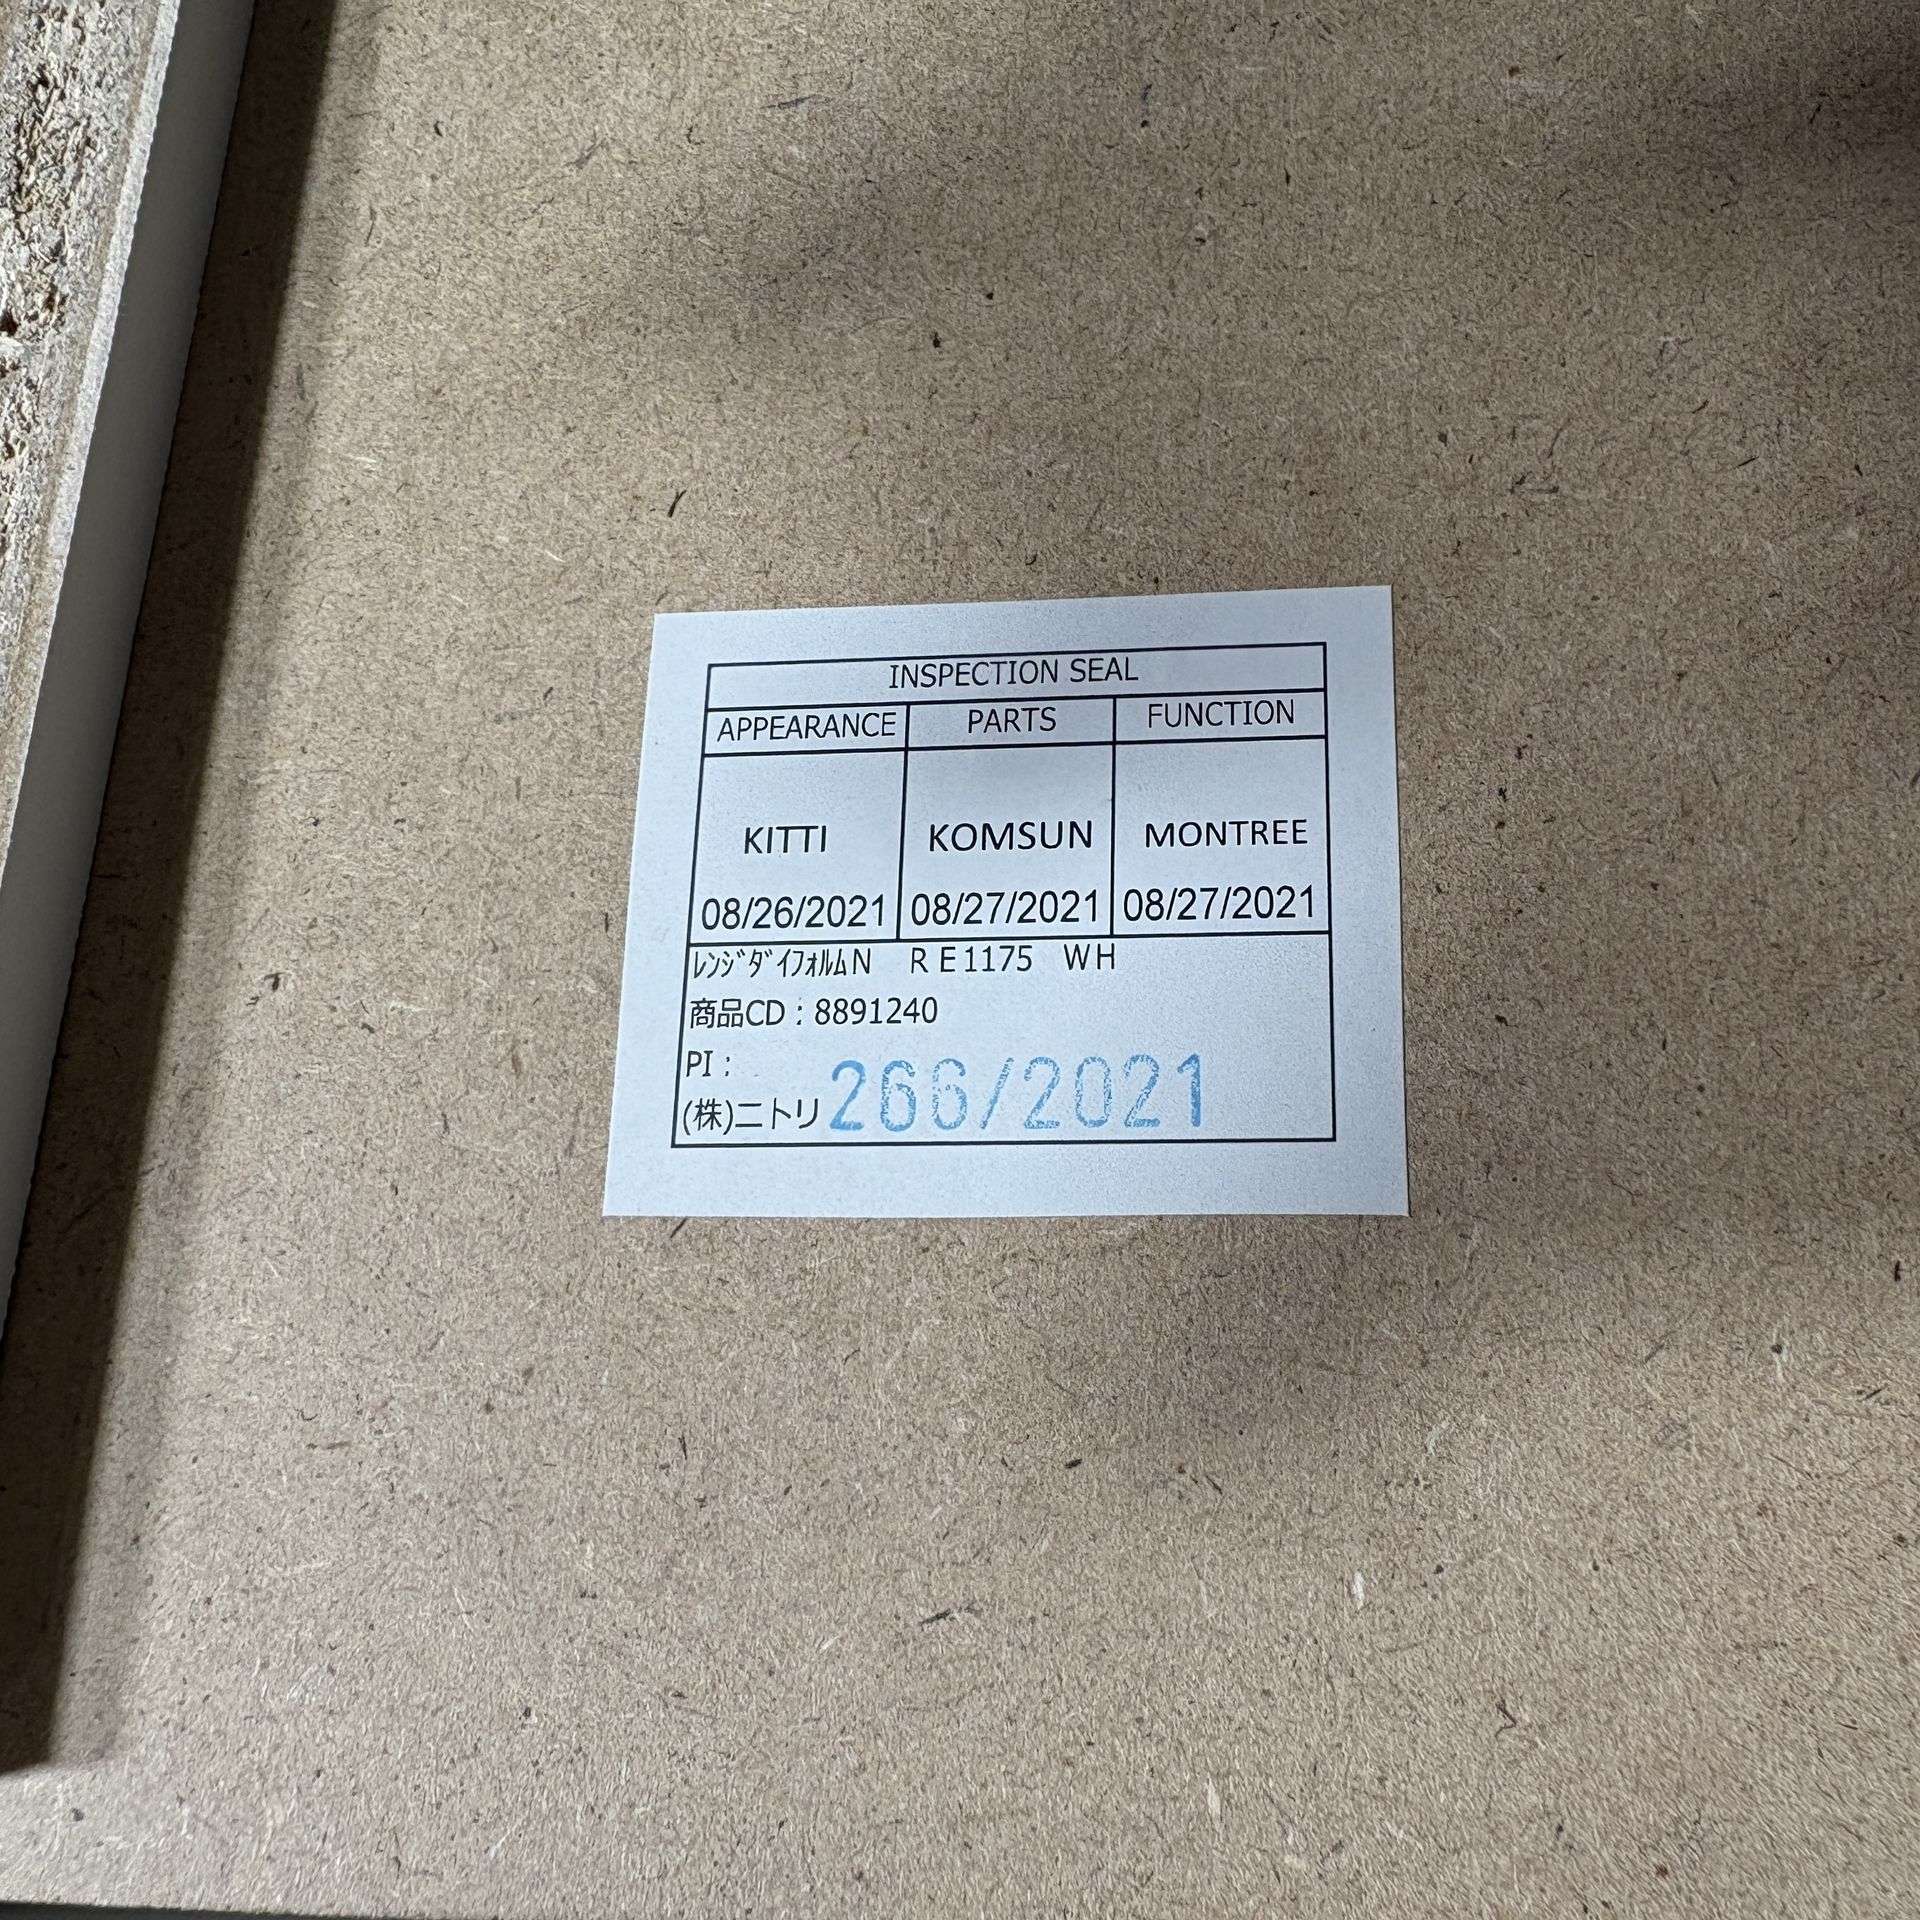 INSPECTION SEAL
APPEARANCE PARTS FUNCTION
KITTI KOMSUN MONTREE
08/26/2021 08/27/2021 08/27/2021
ﾚﾝｼﾞﾀﾞｲﾌｫﾙﾑN　ＲＥ1175　ＷＨ
商品CD：8891240
PI：
(株)ニトリ 266/2021